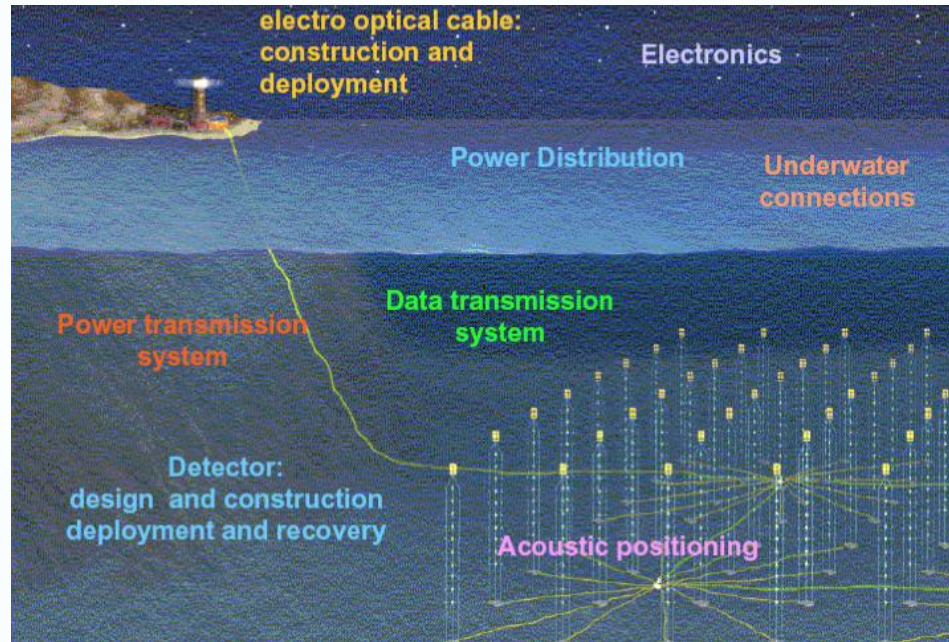 electro optical cable:
construction and
deployment
Electronics
Power Distribution
Underwater
connections
Data transmission
system
Power transmission
system
Detector:
design and construction
deployment and recovery
Acoustic positioning